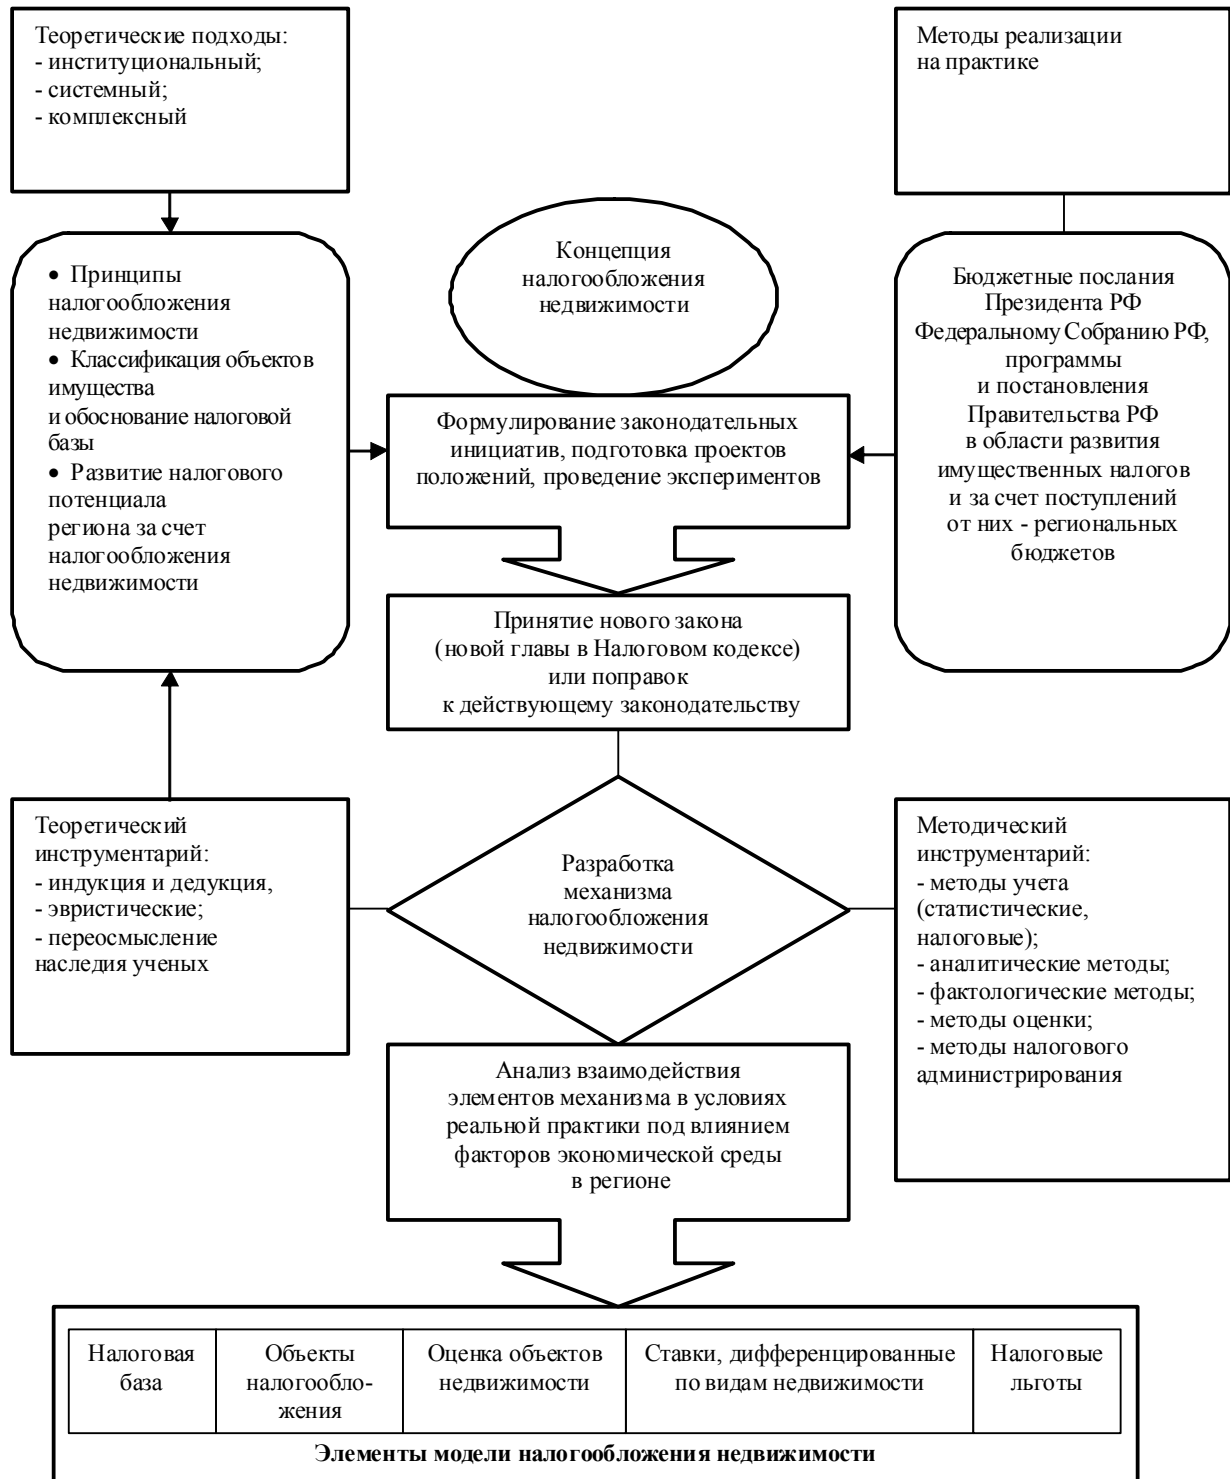 Теоретические подходы:
- институциональный;
- системный;
- комплексный
Методы реализации
на практике
Концепция
налогообложения
недвижимости
• Принципы
налогообложения
недвижимости
• Классификация объектов
имущества
и обоснование налоговой
базы
• Развитие налогового
потенциала
региона за счет
налогообложения
недвижимости
Формулирование законодательных
инициатив, подготовка проектов
положений, проведение экспериментов
Бюджетные послания
Президента РФ
Федеральному Собранию РФ,
программы
и постановления
Правительства РФ
в области развития
имущественных налогов
и за счет поступлений
от них - региональных
бюджетов
Принятие нового закона
(новой главы в Налоговом кодексе)
или поправок
к действующему законодательству
Теоретический
инструментарий:
- индукция и дедукция,
- эвристические;
- переосмысление
наследия ученых
Разработка
механизма
налогообложения
недвижимости
Методический
инструментарий:
- методы учета
(статистические,
налоговые);
- аналитические методы;
- фактологические методы;
- методы оценки;
- методы налогового
администрирования
Анализ взаимодействия
элементов механизма в условиях
реальной практики под влиянием
факторов экономической среды
в регионе
Налоговая
база
Объекты
налогообло-
жения
Оценка объектов
недвижимости
Ставки, дифференцированные
по видам недвижимости
Налоговые
льготы
Элементы модели налогообложения недвижимости